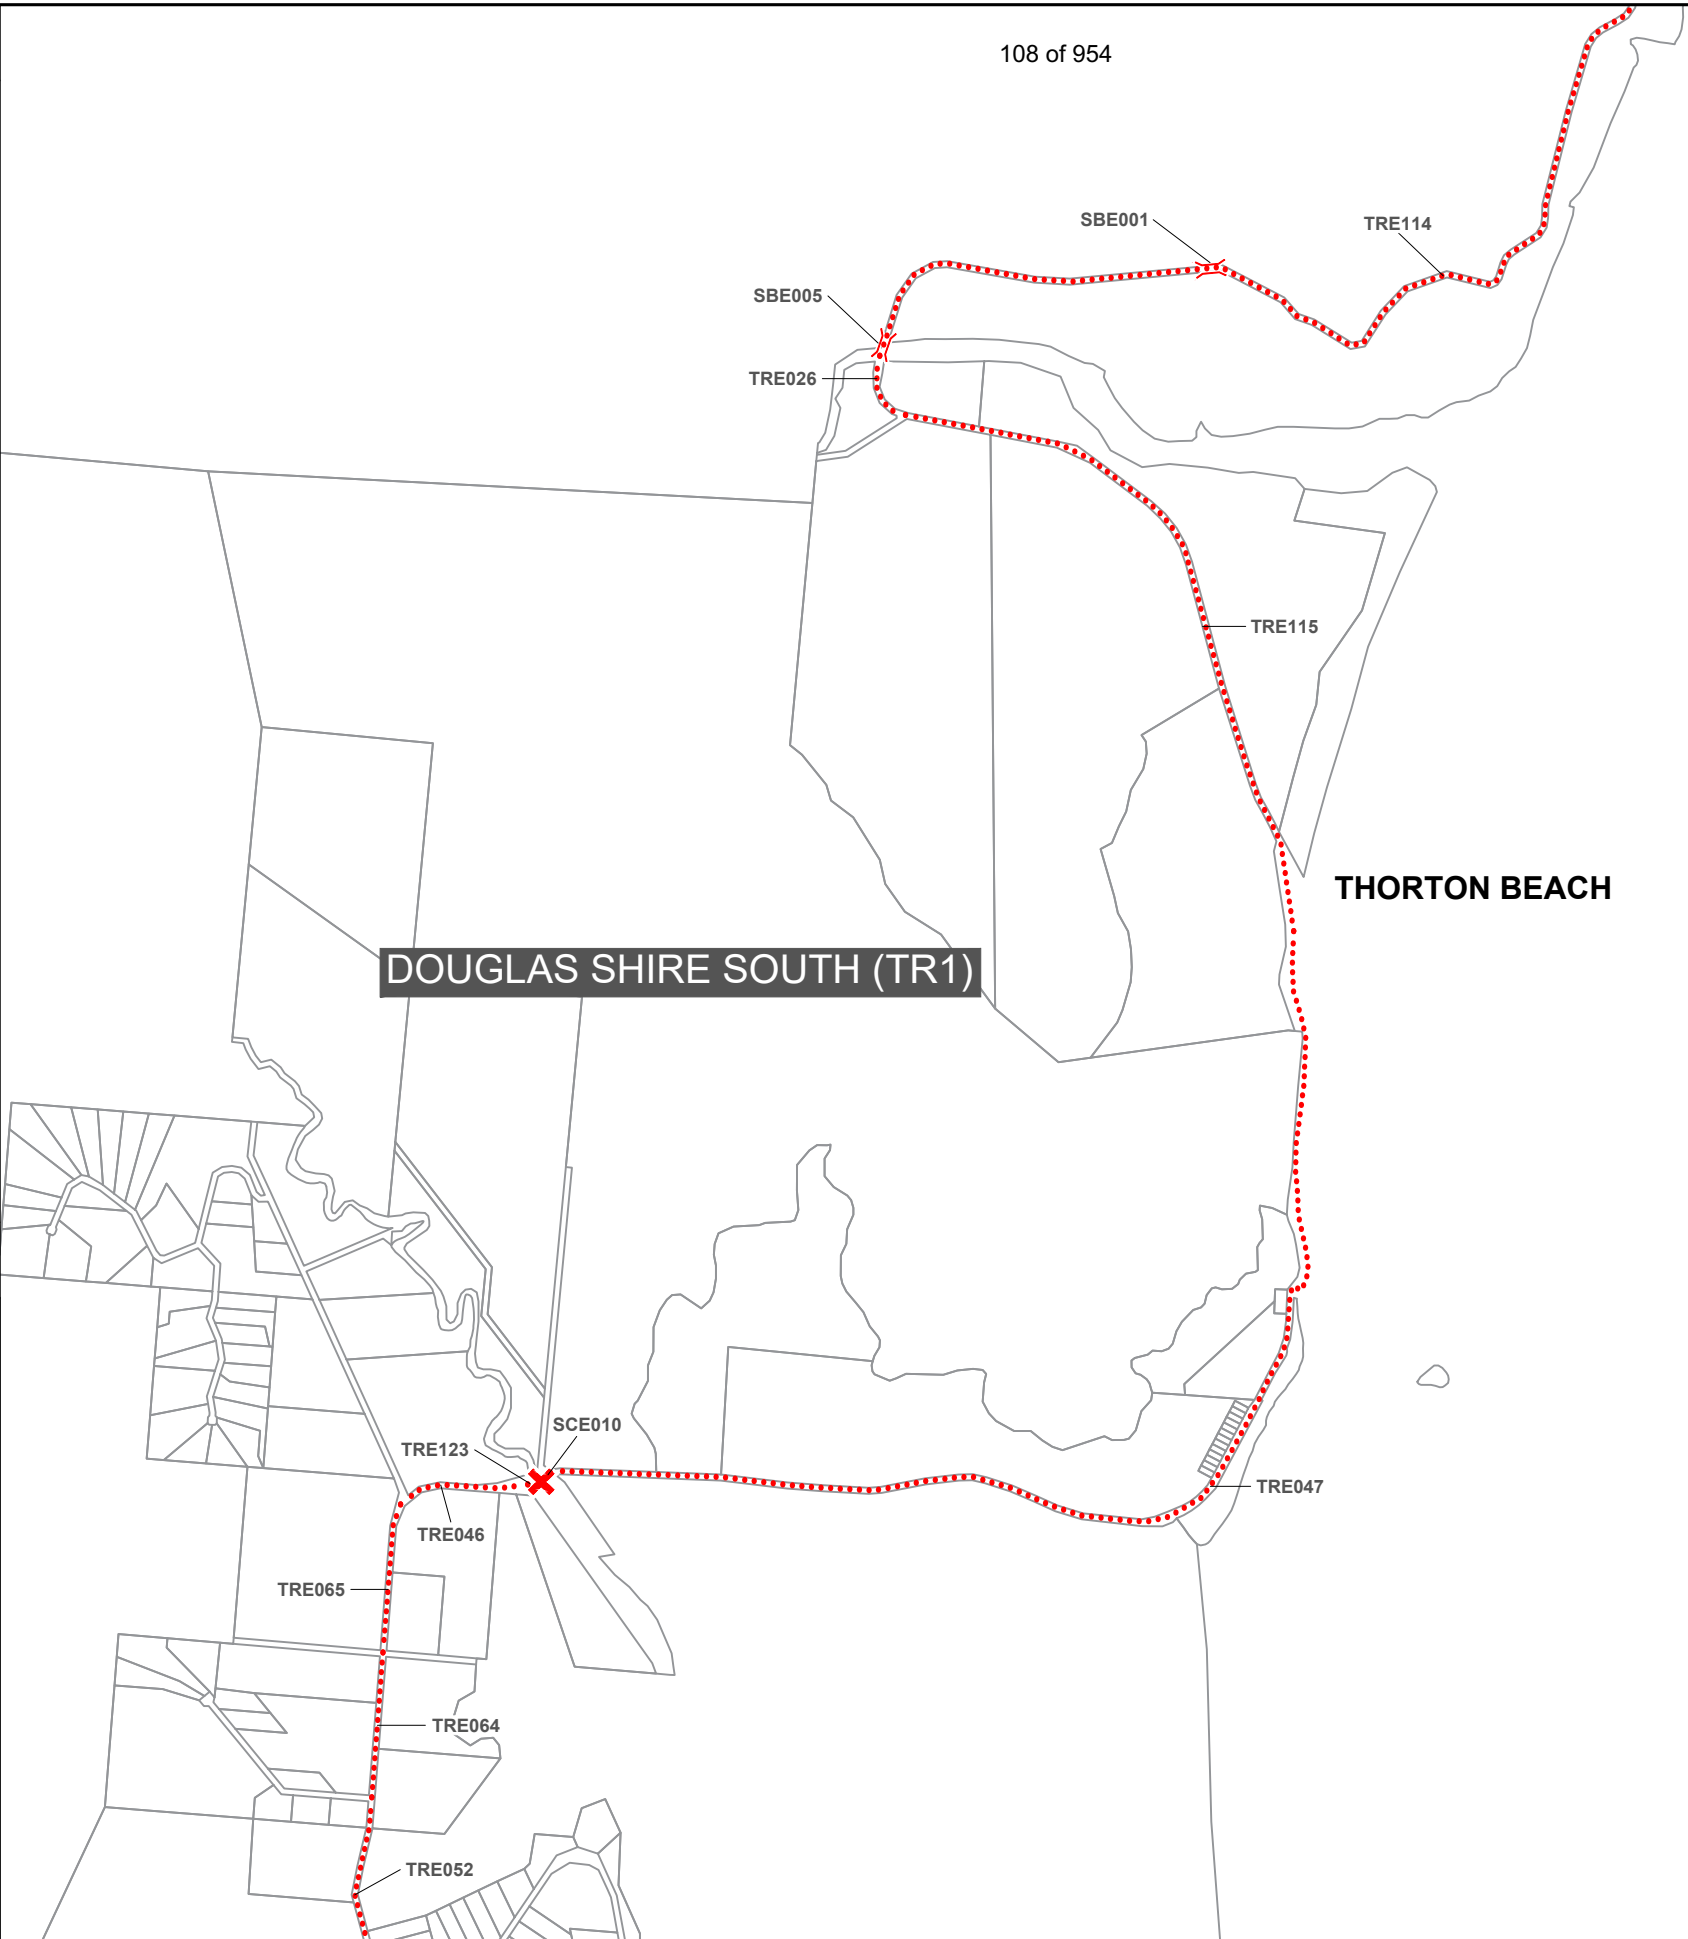 108 of 954
SBE001
TRE114
SBE005
TRE026
TRE115
THORTON BEACH
DOUGLAS SHIRE SOUTH (TR1)
SCE010
TRE123
TRE047
TRE046
TRE065
TRE064
TRE052